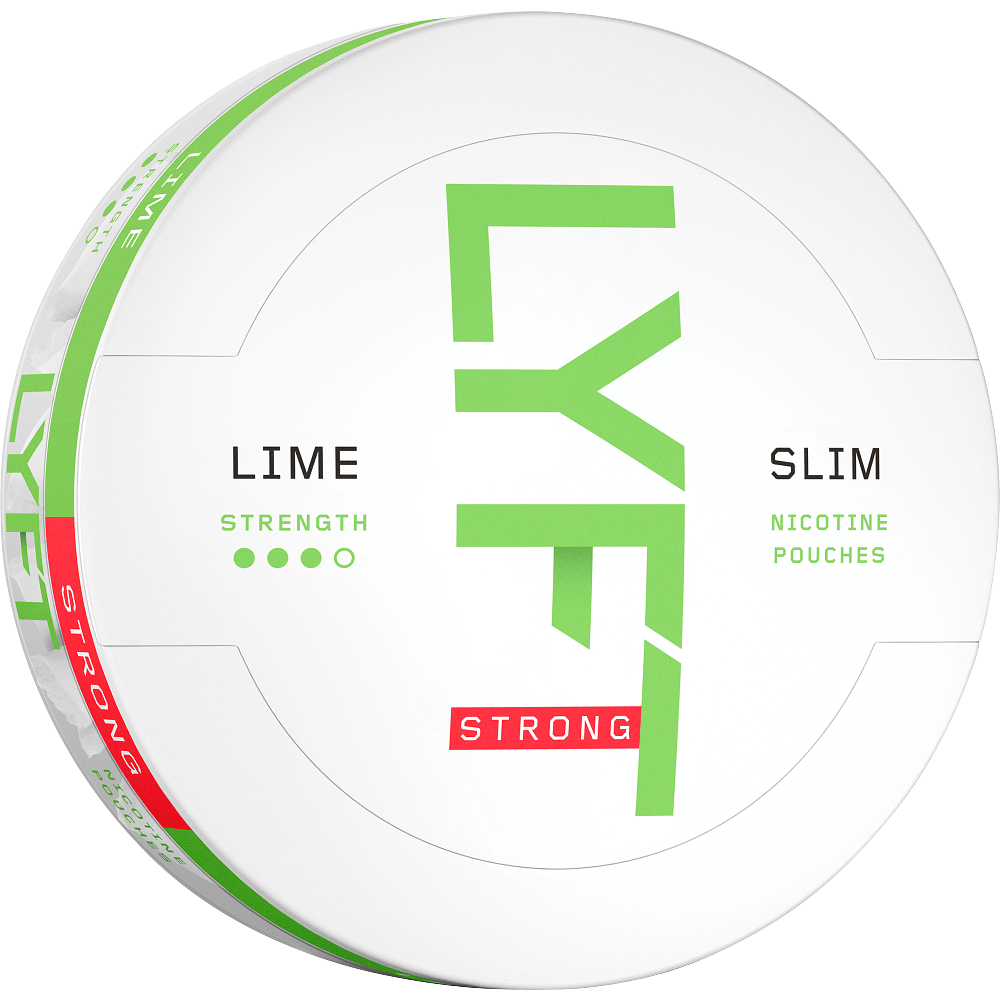 LYFT
STRONG
LIME
STRENGTH
SLIM
NICOTINE
POUCHES
LIME
STRENGTH
LYFT
STRONG
NICOTINE
POUCHES